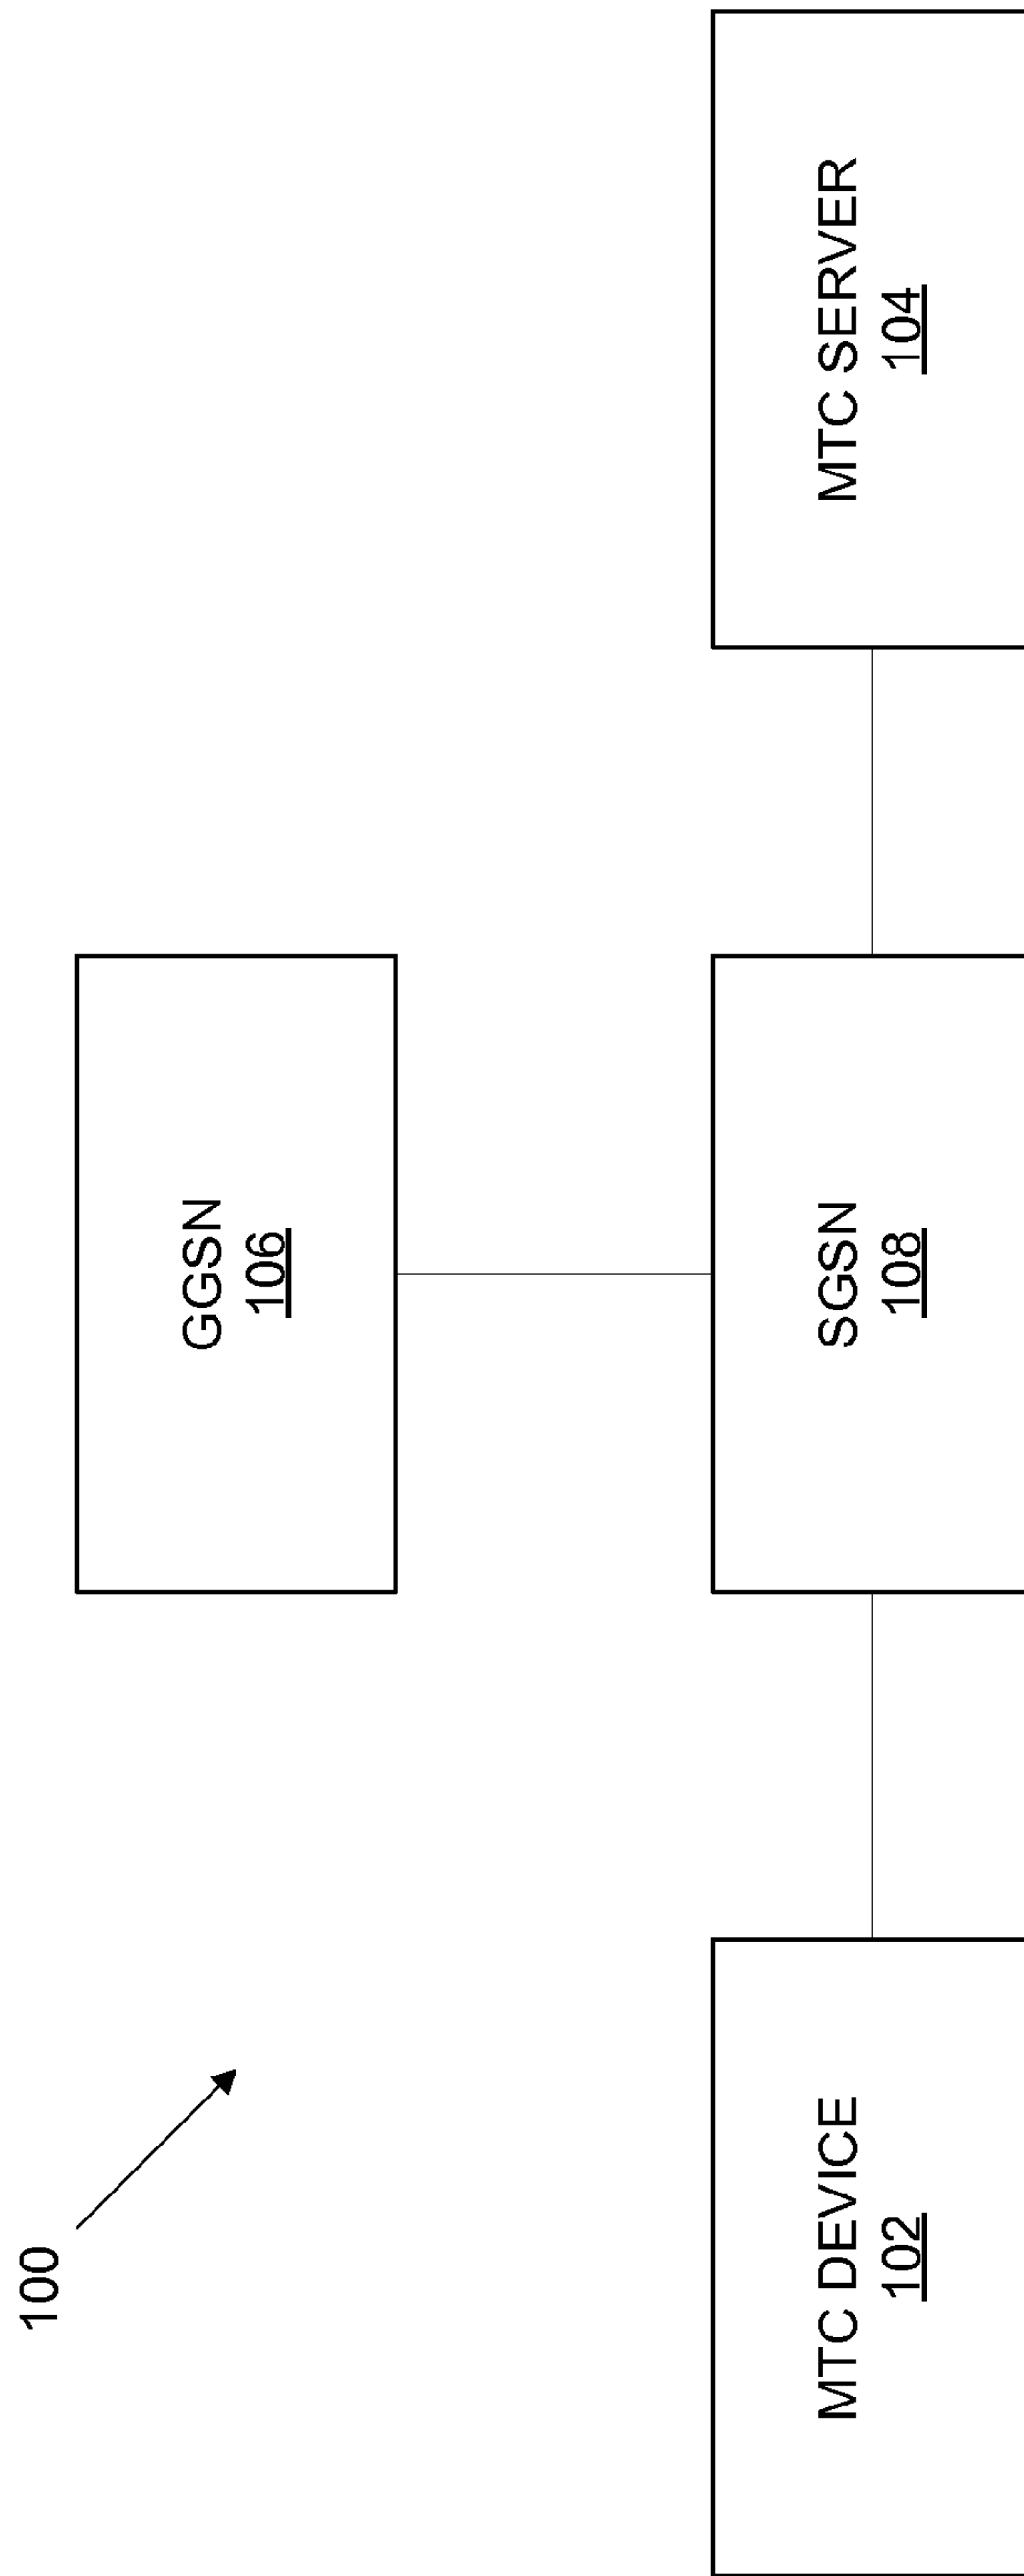 100
GGSN
106
MTC DEVICE
102
SGSN
108
MTC SERVER
104